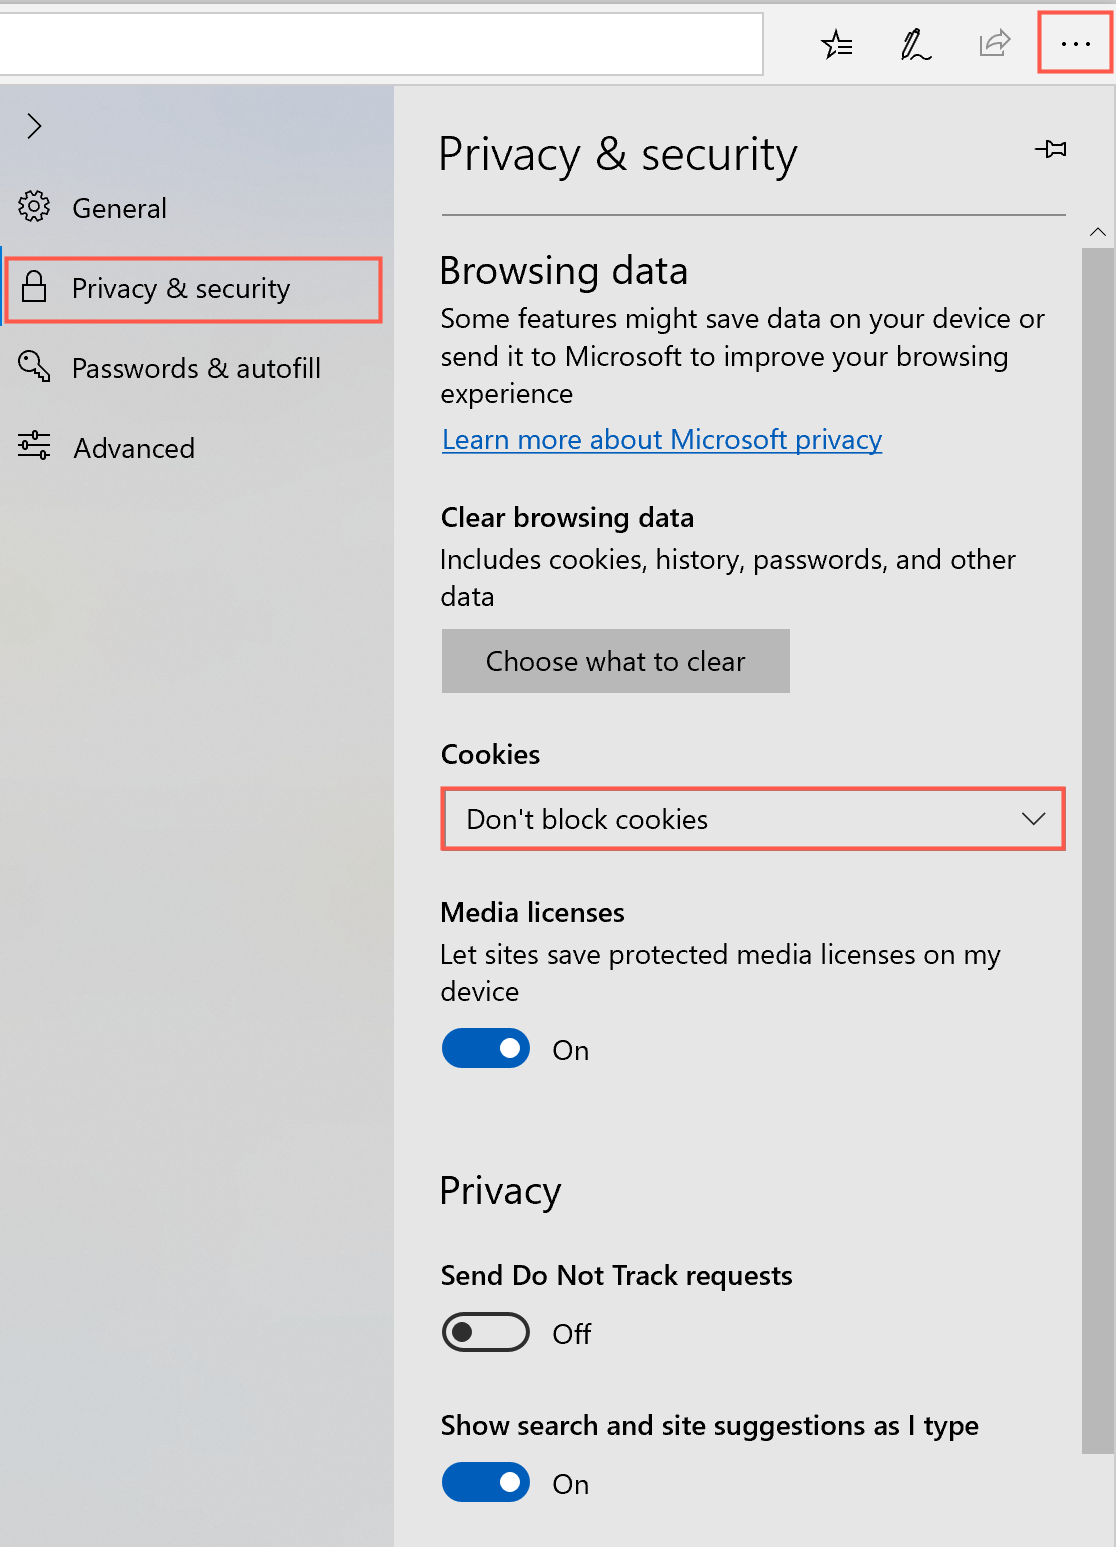 General
Privacy & security
Passwords & autofill
Advanced
Privacy & security
Browsing data
Some features might save data on your device or
send it to Microsoft to improve your browsing
experience
Learn more about Microsoft privacy
Clear browsing data
Includes cookies, history, passwords, and other
data
Choose what to clear
Cookies
Don't block cookies
Media licenses
Let sites save protected media licenses on my
device
On
Privacy
Send Do Not Track requests
Off
Show search and site suggestions as I type
On